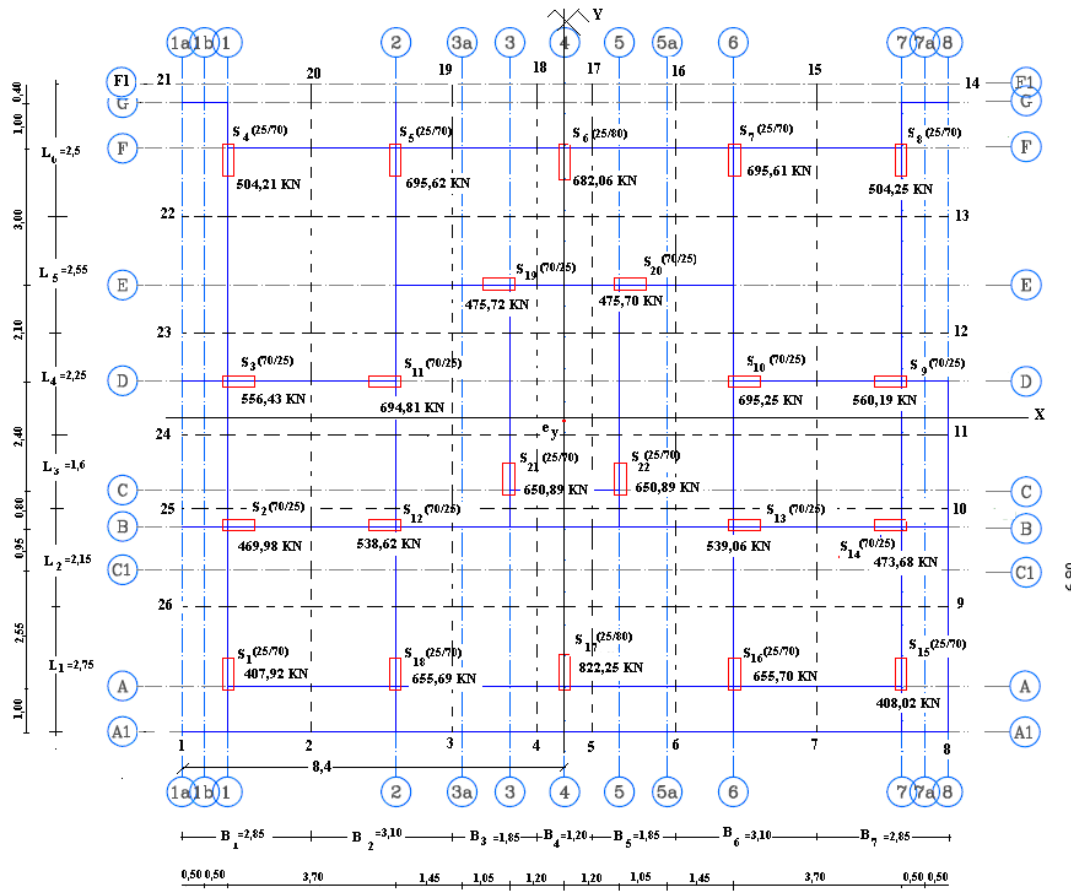 Y
1a 1b 1 2 3a 3 4 5 5a 6 7 7a 8
F1 21 20 19 18 17 16 15 14 F1
0,40
G G
1,00
S4 (25/70) S5 (25/70) S6 (25/80) S7 (25/70) S8 (25/70)
L6 =2,5 F F
504,21 KN 695,62 KN 682,06 KN 695,61 KN 504,25 KN
3,00
22 13
L5 =2,55 S19 (70/25) S20 (70/25)
E E
475,72 KN 475,70 KN
2,10
23 12
L4 =2,25 S3 (70/25) S11 (70/25) S10 (70/25) S9 (70/25)
D D
556,43 KN 694,81 KN 695,25 KN 560,19 KN
X
ey
2,40
24 11
L3 =1,6 S21 (25/70) S22 (25/70)
C C
650,89 KN 650,89 KN
0,80
25 10
S2 (70/25) S12 (70/25) S13 (70/25)
B B
469,98 KN 538,62 KN 539,06 KN S14 (70/25)
0,95
L2 =2,15 473,68 KN
C1 C1
6,80
26 9
2,55
S1 (25/70) S18 (25/70) S17 (25/80) S16 (25/70) S15 (25/70)
L1 =2,75 407,92 KN 655,69 KN 822,25 KN 655,70 KN
A A
408,02 KN
1,00
A1 A1
1 2 3 4 5 6 7 8
8,4
1a 1b 1 2 3a 3 4 5 5a 6 7 7a 8
B1 =2,85 B2 =3,10 B3 =1,85 B4 =1,20 B5 =1,85 B6 =3,10 B7 =2,85
0,50 0,50 3,70 1,45 1,05 1,20 1,20 1,05 1,45 3,70 0,50 0,50